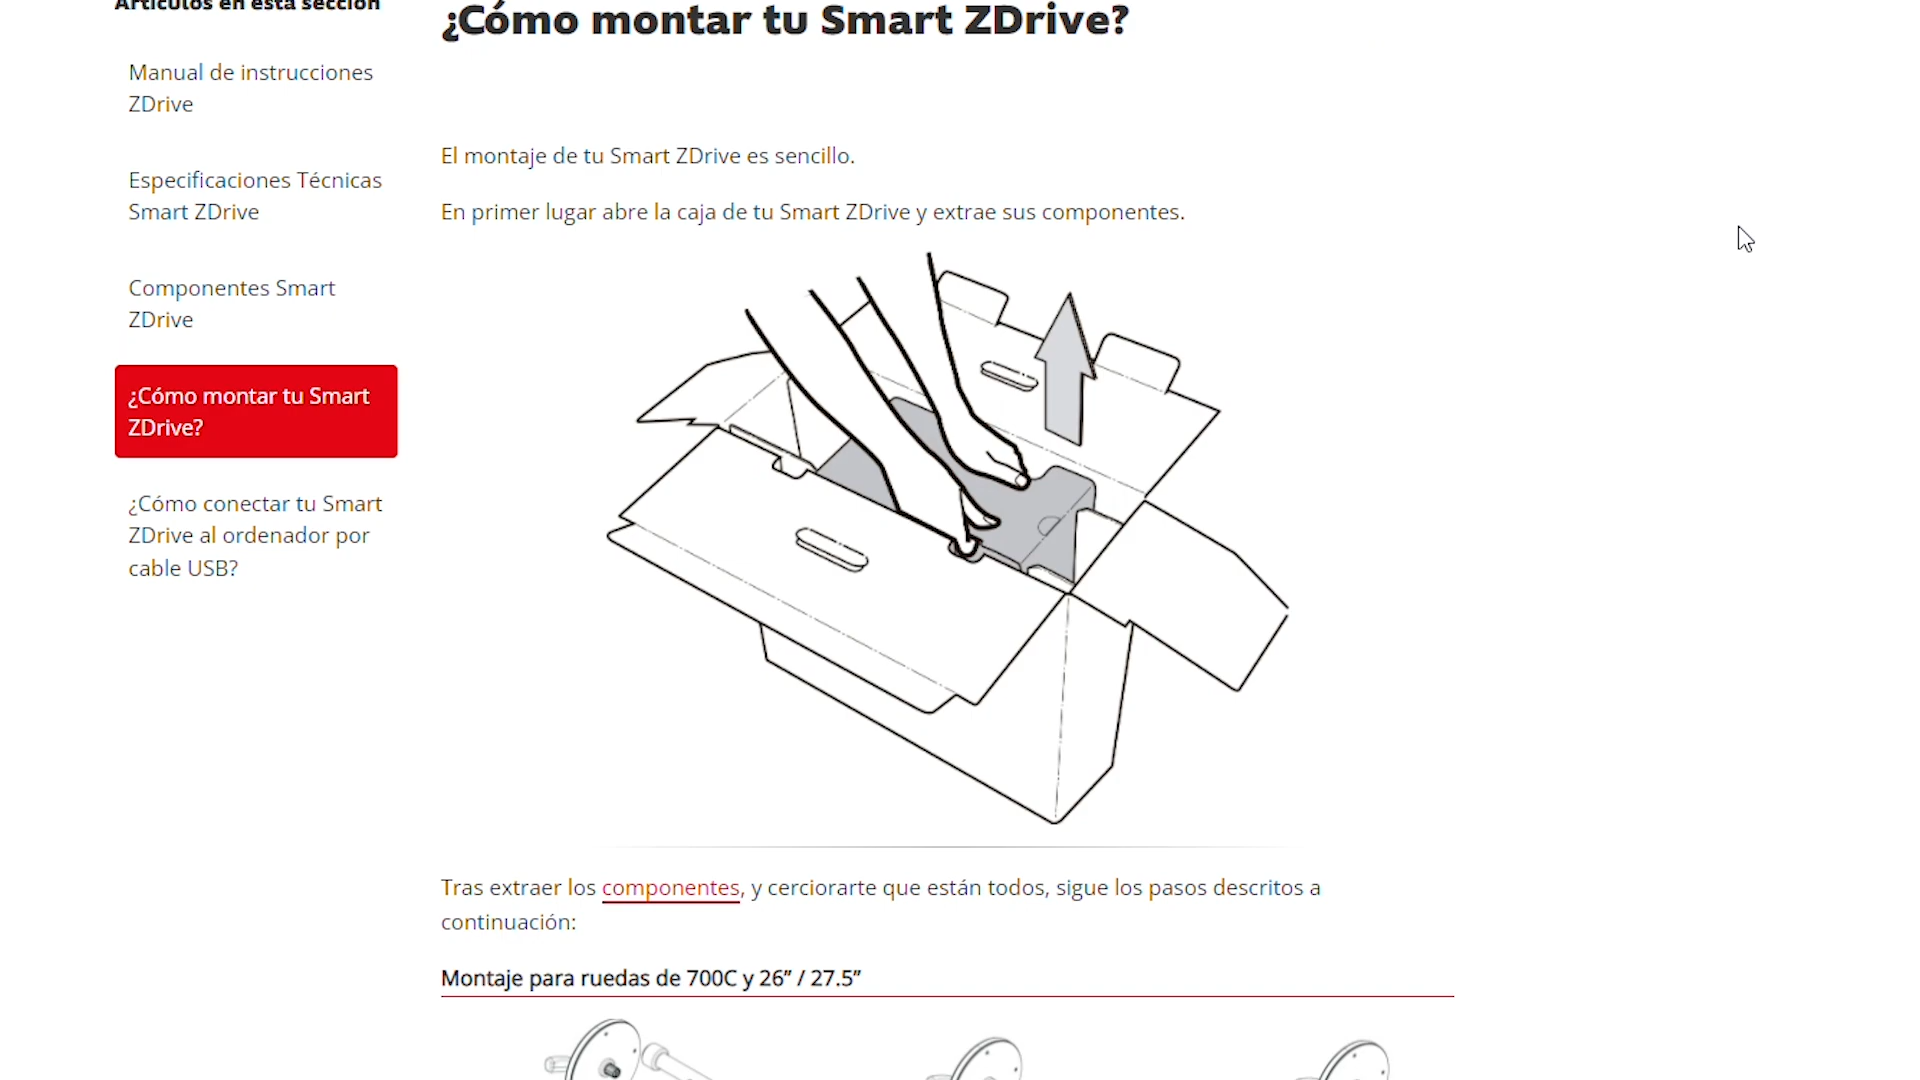 Artículos en esta sección
Manual de instrucciones
ZDrive
Especificaciones Técnicas
Smart ZDrive
Componentes Smart
ZDrive
¿Cómo montar tu Smart
ZDrive?
¿Cómo conectar tu Smart
ZDrive al ordenador por
cable USB?
¿Cómo montar tu Smart ZDrive?
El montaje de tu Smart ZDrive es sencillo.
En primer lugar abre la caja de tu Smart ZDrive y extrae sus componentes.
Tras extraer los componentes, y cerciorarte que están todos, sigue los pasos descritos a
continuación:
Montaje para ruedas de 700C y 26” / 27.5”